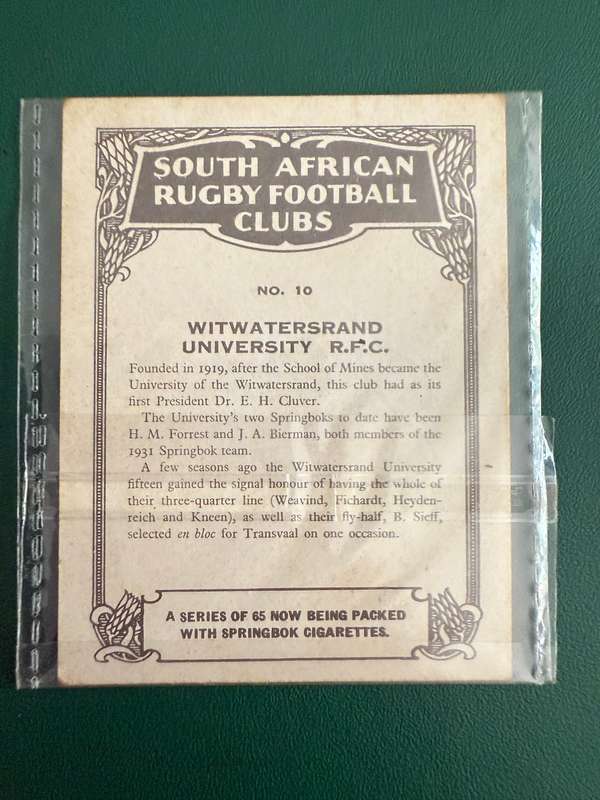 SOUTH AFRICAN
RUGBY FOOTBALL
CLUBS
NO. 10
WITWATERSRAND
UNIVERSITY R.F.C.
Founded in 1919, after the School of Mines became the
University of the Witwatersrand, this club had as its
first President Dr. E. H. Cluver.
The University's two Springboks to date have been
H. M. Forrest and J. A. Bierman, both members of the
1931 Springbok team.
A few seasons ago the Witwatersrand University
fifteen gained the signal honour of having the whole of
their three-quarter line (Weavind, Fichardt, Heyden-
reich and Kneen), as well as their fly-half, B. Sieff,
selected en bloc for Transvaal on one occasion.
A SERIES OF 65 NOW BEING PACKED
WITH SPRINGBOK CIGARETTES.